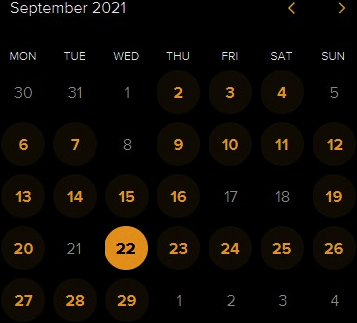 September 2021
MON TUE WED THU FRI SAT SUN
30 31 1 2 3 4 5
6 7 8 9 10 11 12
13 14 15 16 17 18 19
20 21 22 23 24 25 26
27 28 29 1 2 3 4